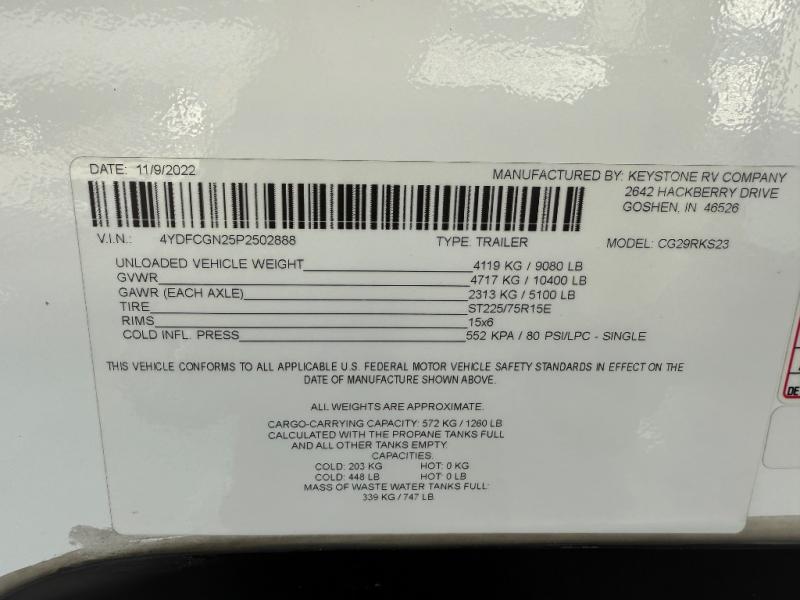 DATE: 11/9/2022
MANUFACTURED BY: KEYSTONE RV COMPANY
2642 HACKBERRY DRIVE
GOSHEN, IN 46526
V.I.N.: 4YDFCGN25P2502888 TYPE: TRAILER MODEL: CG29RKS23
UNLOADED VEHICLE WEIGHT 4119 KG / 9080 LB
GVWR 4717 KG / 10400 LB
GAWR (EACH AXLE) 2313 KG / 5100 LB
TIRE ST225/75R15E
RIMS 15x6
COLD INFL. PRESS 552 KPA / 80 PSI/LPC - SINGLE
THIS VEHICLE CONFORMS TO ALL APPLICABLE U.S. FEDERAL MOTOR VEHICLE SAFETY STANDARDS IN EFFECT ON THE
DATE OF MANUFACTURE SHOWN ABOVE.
ALL WEIGHTS ARE APPROXIMATE.
CARGO-CARRYING CAPACITY: 572 KG / 1260 LB
CALCULATED WITH THE PROPANE TANKS FULL
AND ALL OTHER TANKS EMPTY.
CAPACITIES.
COLD: 203 KG HOT: 0 KG
COLD: 448 LB HOT: 0 LB
MASS OF WASTE WATER TANKS FULL:
339 KG / 747 LB